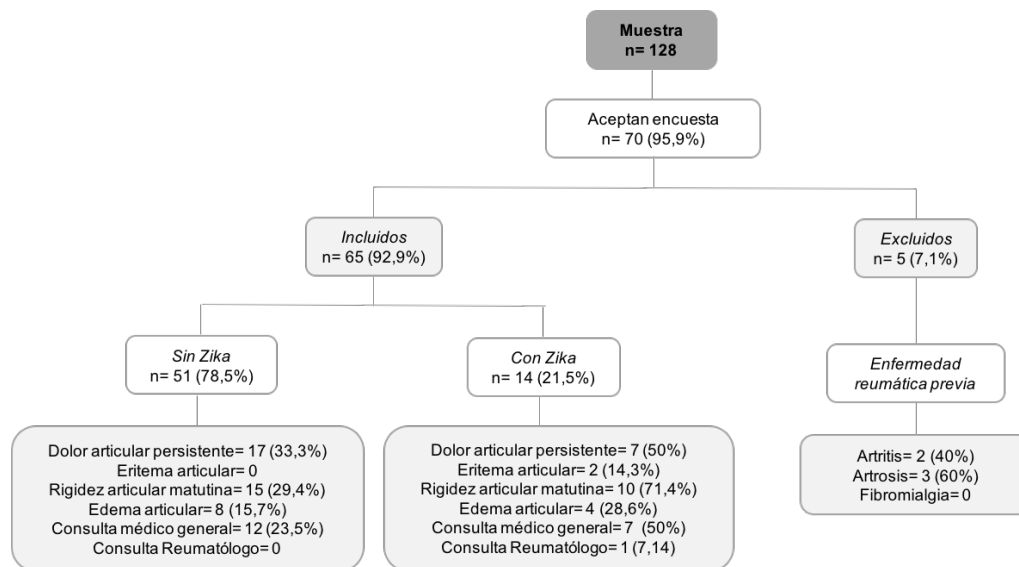 Muestra
n= 128
Aceptan encuesta
n= 70 (95,9%)
Incluidos
n= 65 (92,9%)
Excluidos
n= 5 (7,1%)
Sin Zika
n= 51 (78,5%)
Con Zika
n= 14 (21,5%)
Enfermedad
reumática previa
Dolor articular persistente= 17 (33,3%)
Eritema articular= 0
Rigidez articular matutina= 15 (29,4%)
Edema articular= 8 (15,7%)
Consulta médico general= 12 (23,5%)
Consulta Reumatólogo= 0
Dolor articular persistente= 7 (50%)
Eritema articular= 2 (14,3%)
Rigidez articular matutina= 10 (71,4%)
Edema articular= 4 (28,6%)
Consulta médico general= 7 (50%)
Consulta Reumatólogo= 1 (7,14)
Artritis= 2 (40%)
Artrosis= 3 (60%)
Fibromialgia= 0